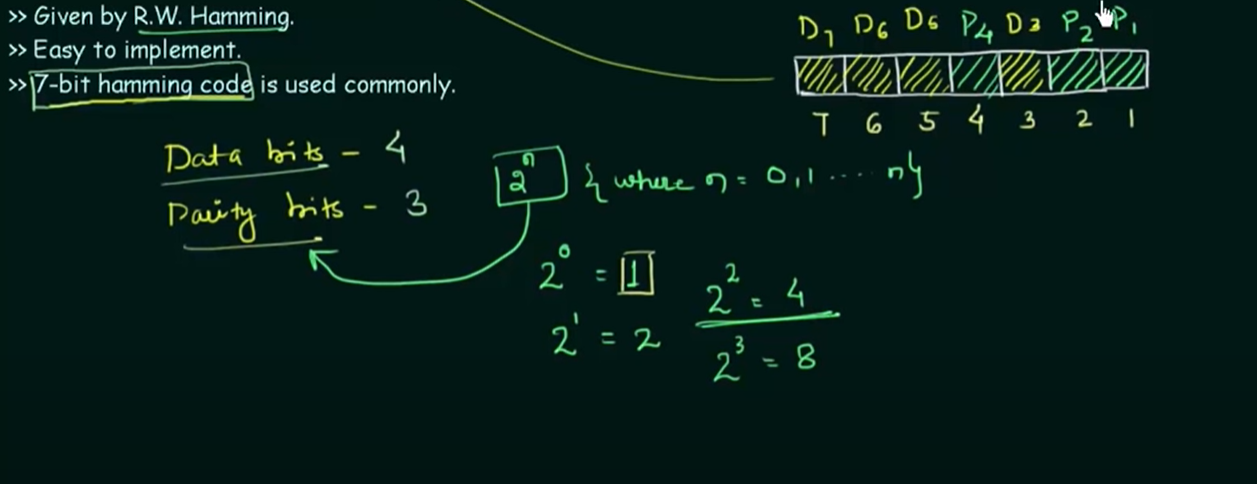 >> Given by R.W. Hamming.
>> Easy to implement.
>> 7-bit hamming code is used commonly.
D7 D6 D5 P4 D3 P2 P1
7 6 5 4 3 2 1
Data bits - 4
Parity bits - 3
2^n { where n = 0, 1 .... n}
2^0 = 1
2^1 = 2
2^2 = 4
2^3 = 8